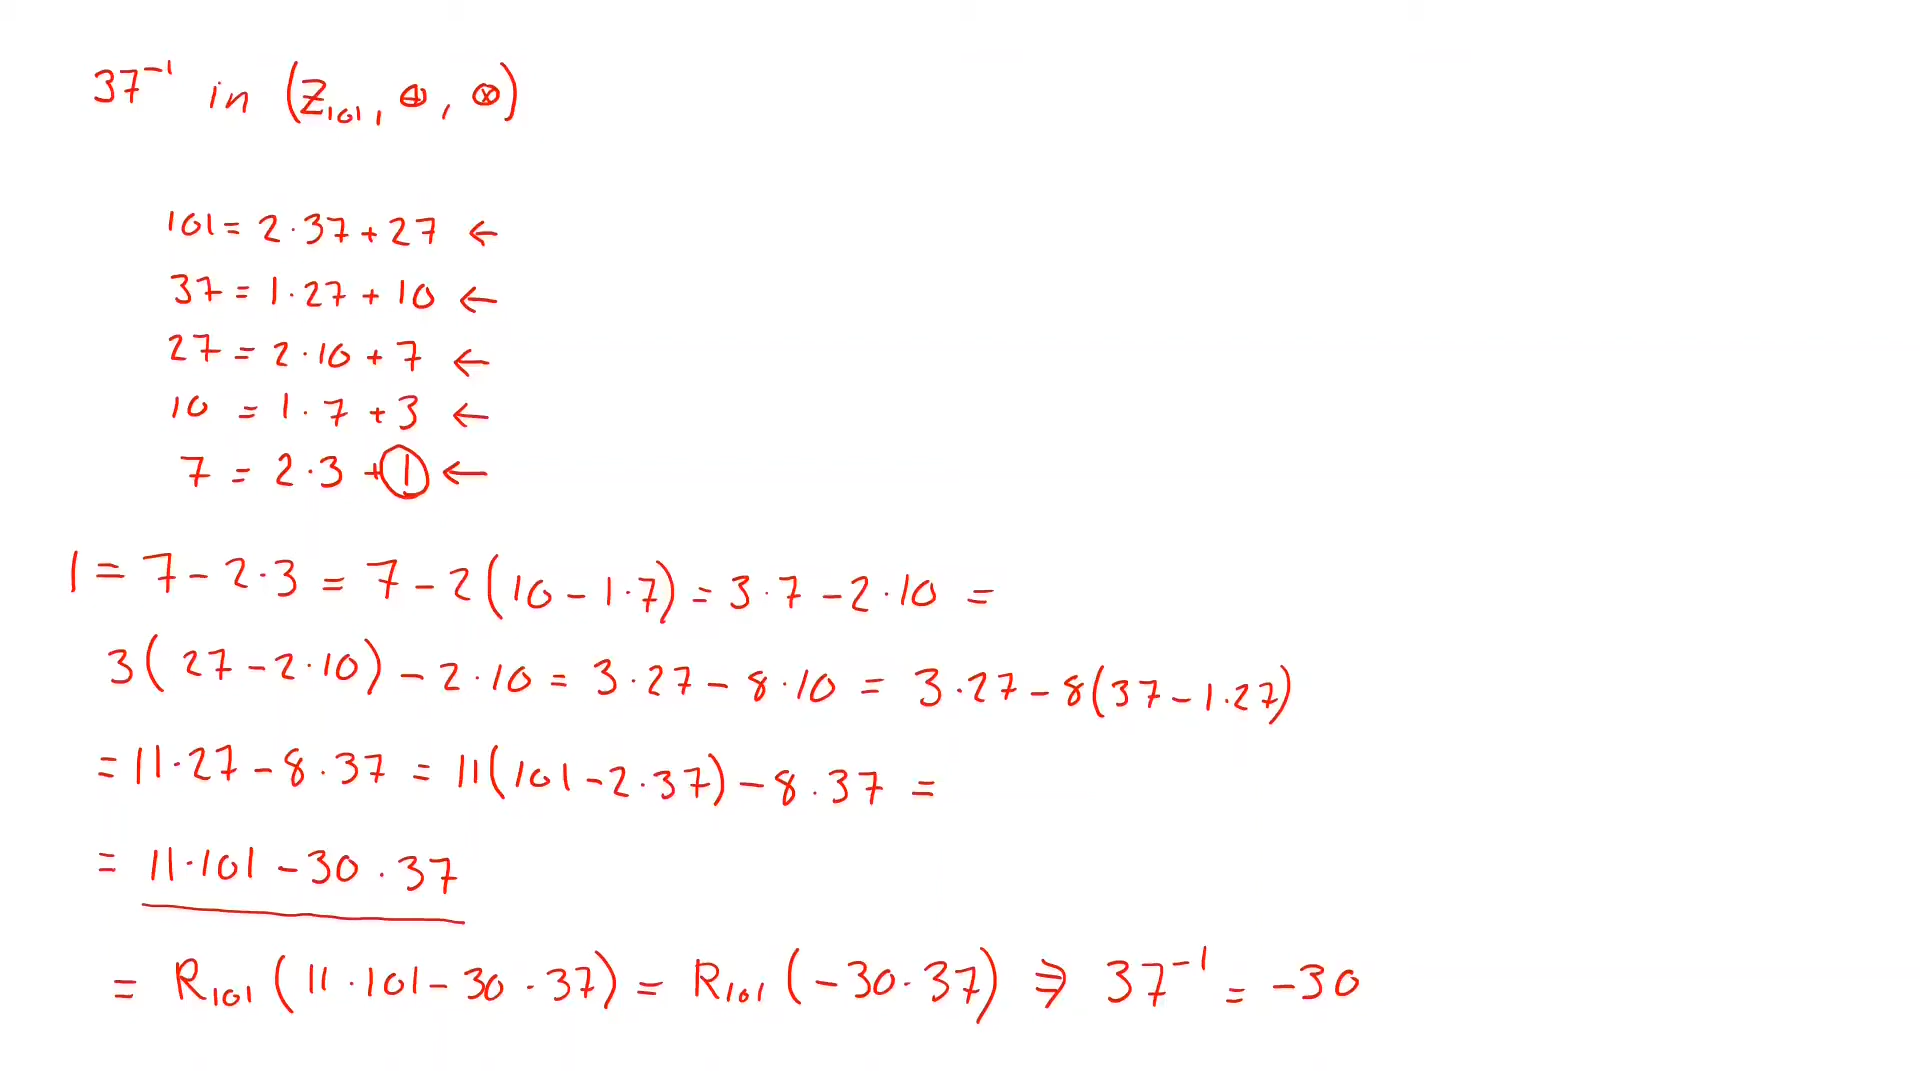 37⁻¹ in (Z₁₀₁, ⊕, ⊗)
101 = 2·37 + 27 ←
37 = 1·27 + 10 ←
27 = 2·10 + 7 ←
10 = 1·7 + 3 ←
7 = 2·3 + 1 ←
1 = 7 - 2·3 = 7 - 2(10 - 1·7) = 3·7 - 2·10 =
3(27 - 2·10) - 2·10 = 3·27 - 8·10 = 3·27 - 8(37 - 1·27)
= 11·27 - 8·37 = 11(101 - 2·37) - 8·37 =
= 11·101 - 30·37
= R₁₀₁(11·101 - 30·37) = R₁₀₁(-30·37) ⇒ 37⁻¹ = -30